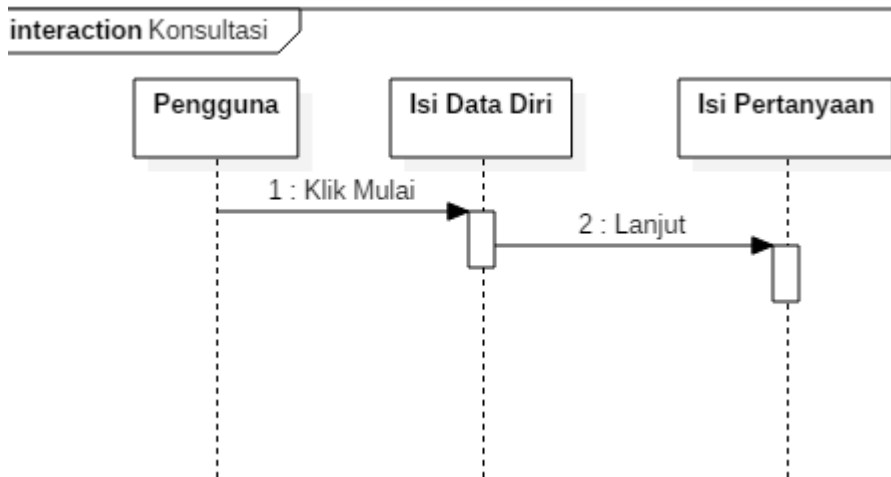 interaction Konsultasi
Pengguna
Isi Data Diri
Isi Pertanyaan
1 : Klik Mulai
2 : Lanjut